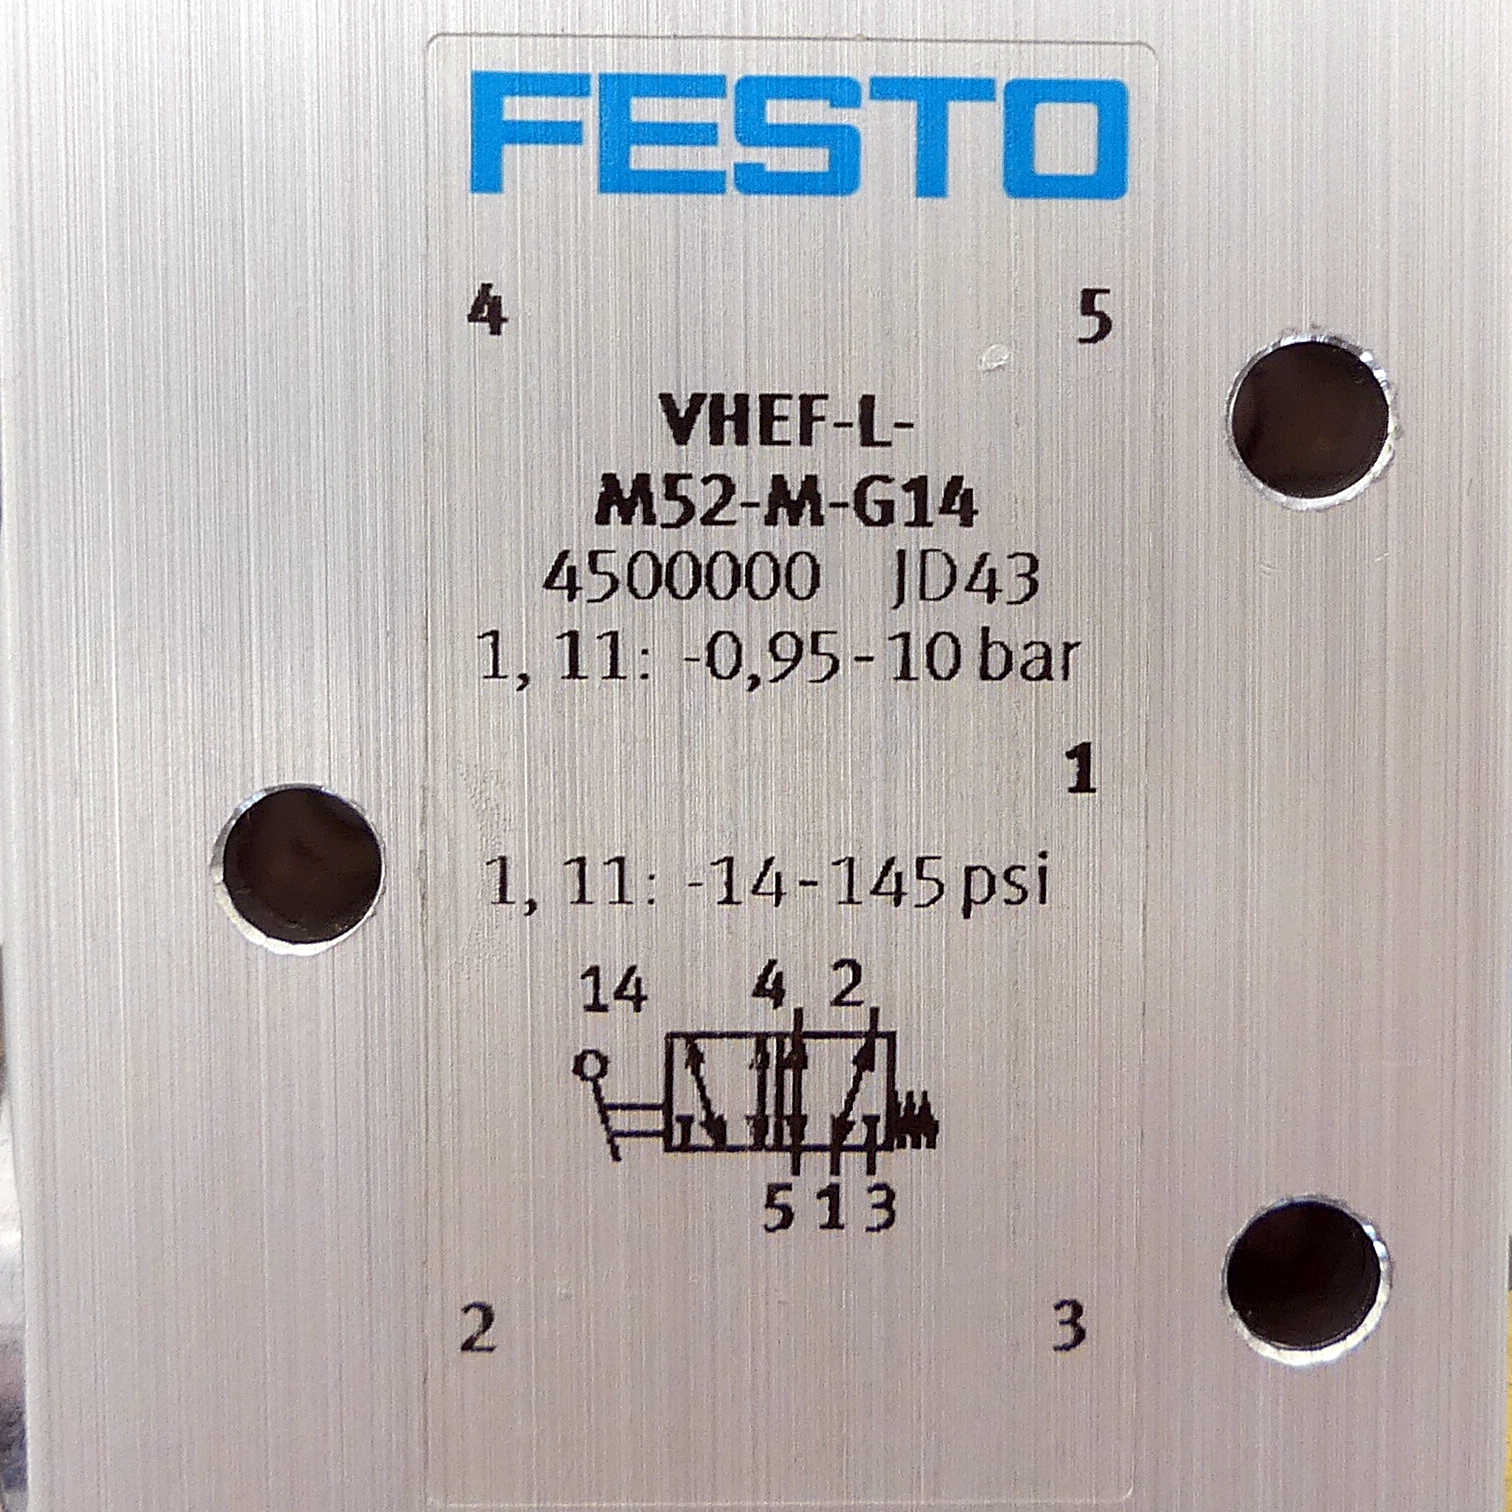 FESTO
4 5
VHEF-L-
M52-M-G14
4500000 JD43
1, 11: -0,95-10 bar
1
1, 11: -14-145 psi
14 4 2
5 1 3
2 3